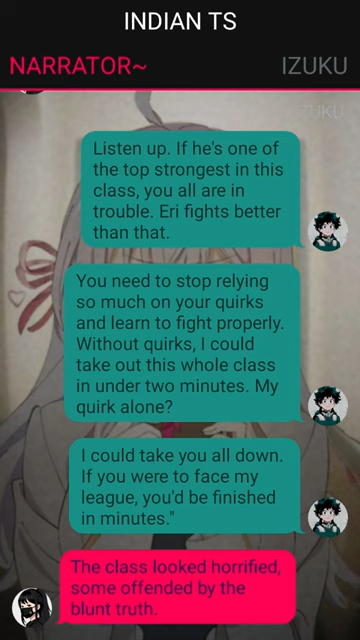 INDIAN TS
NARRATOR~ IZUKU
ZUKU
Listen up. If he's one of
the top strongest in this
class, you all are in
trouble. Eri fights better
than that.
You need to stop relying
so much on your quirks
and learn to fight properly.
Without quirks, I could
take out this whole class
in under two minutes. My
quirk alone?
I could take you all down.
If you were to face my
league, you'd be finished
in minutes."
The class looked horrified,
some offended by the
blunt truth.